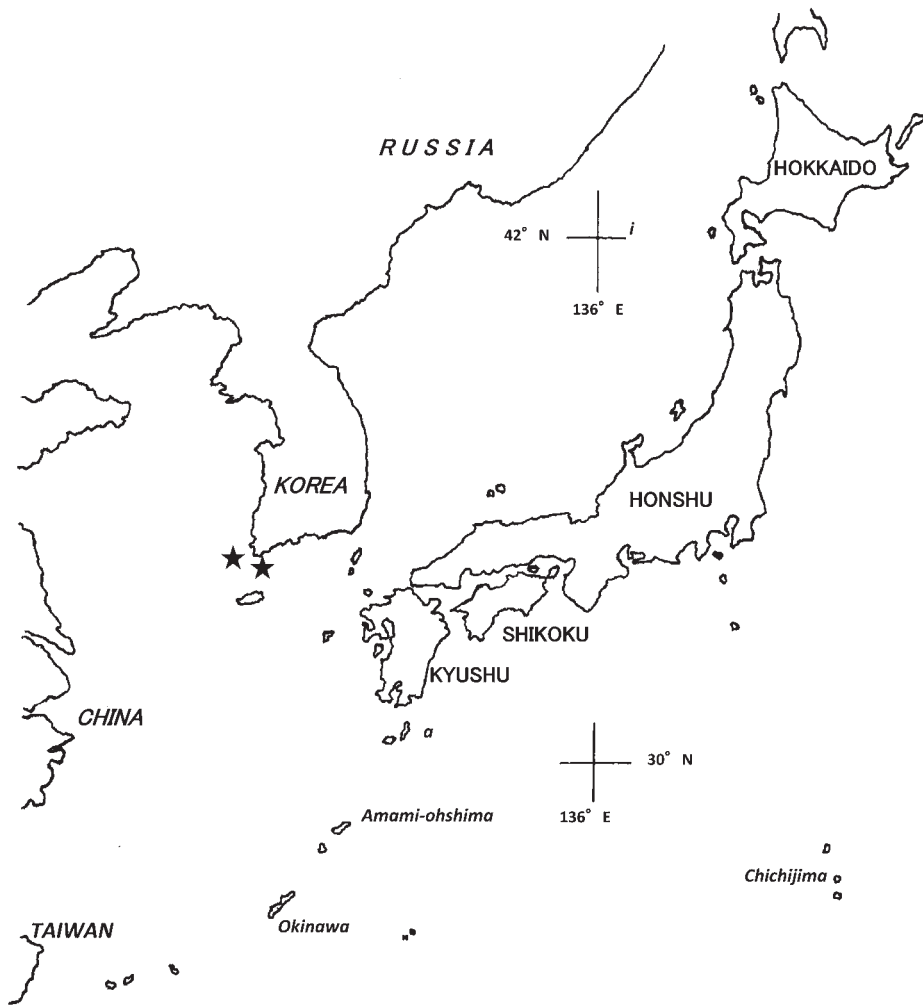 RUSSIA
HOKKAIDO
42° N
i
136° E
KOREA
HONSHU
SHIKOKU
KYUSHU
CHINA
a
30° N
136° E
Amami-ohshima
Chichijima
Okinawa
TAIWAN